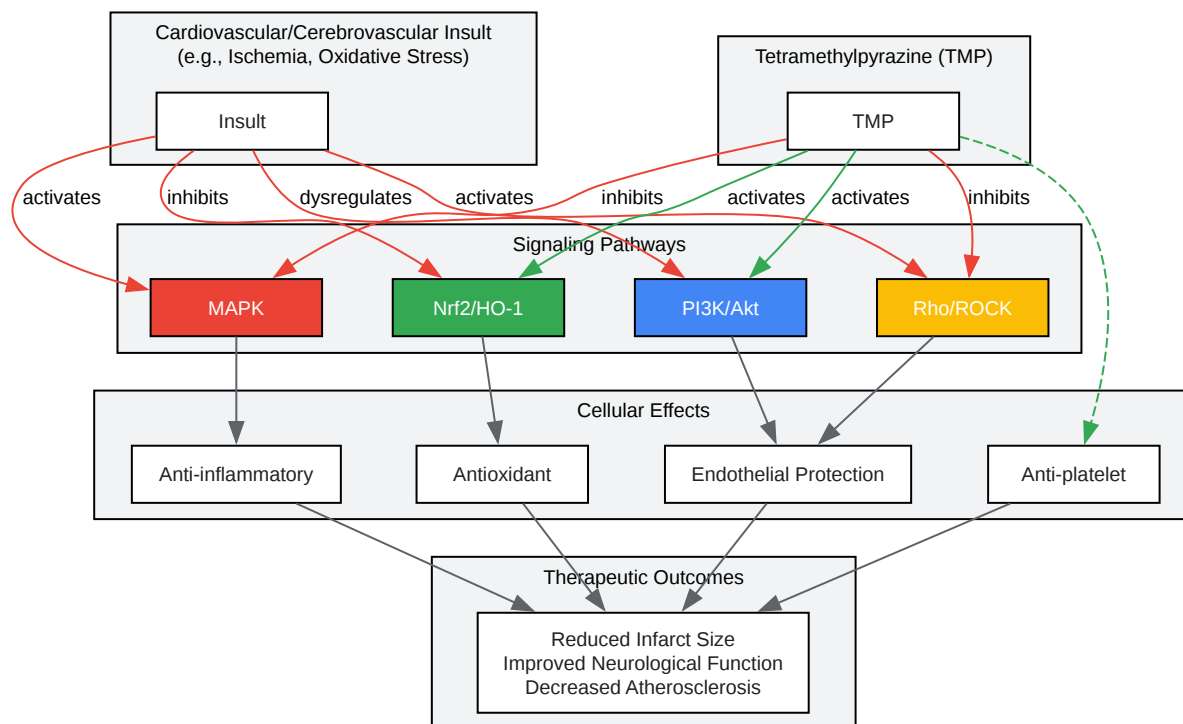 Cardiovascular/Cerebrovascular Insult
(e.g., Ischemia, Oxidative Stress)
Tetramethylpyrazine (TMP)
Insult
TMP
activates
inhibits
dysregulates
activates
inhibits
activates
activates
inhibits
Signaling Pathways
MAPK
Nrf2/HO-1
PI3K/Akt
Rho/ROCK
Cellular Effects
Anti-inflammatory
Antioxidant
Endothelial Protection
Anti-platelet
Therapeutic Outcomes
Reduced Infarct Size
Improved Neurological Function
Decreased Atherosclerosis